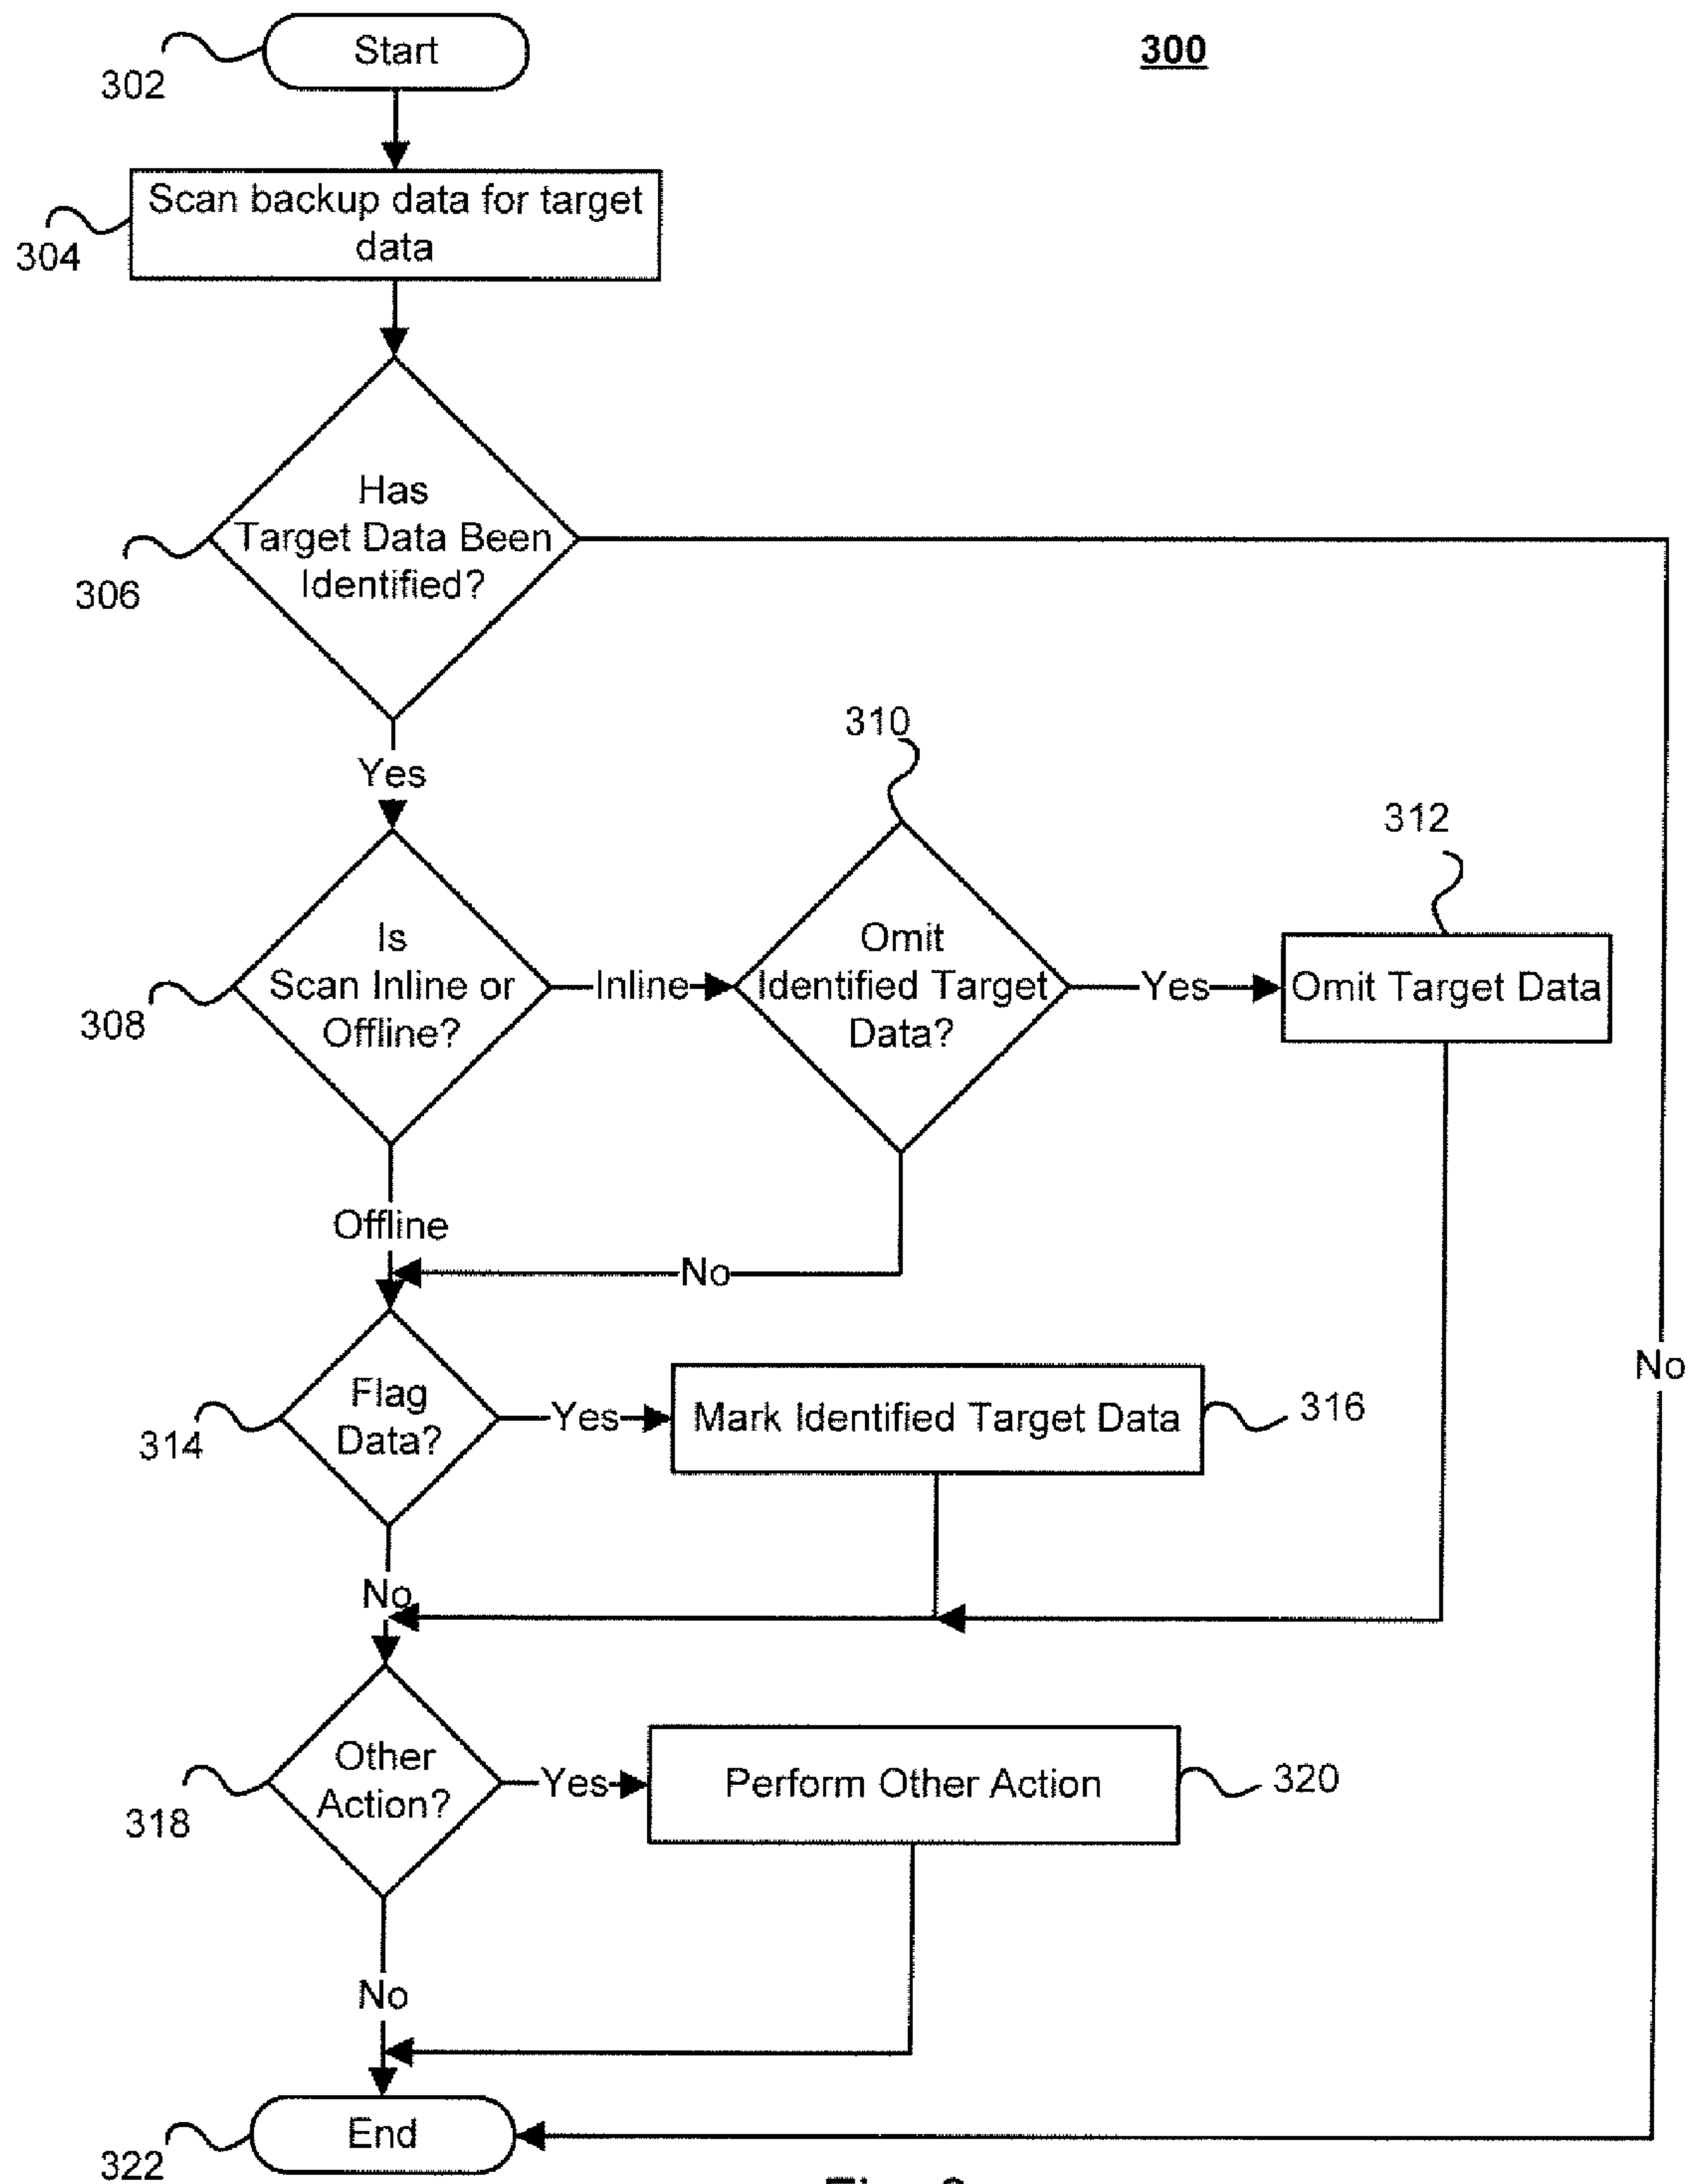 Start
300
302
Scan backup data for target
data
304
Has
Target Data Been
Identified?
306
Yes
310
312
Is
Scan Inline or
Offline?
308
Inline
Omit
Identified Target
Data?
Yes
Omit Target Data
Offline
No
No
Flag
Data?
314
Yes
Mark Identified Target Data
316
No
Other
Action?
318
Yes
Perform Other Action
320
No
End
322